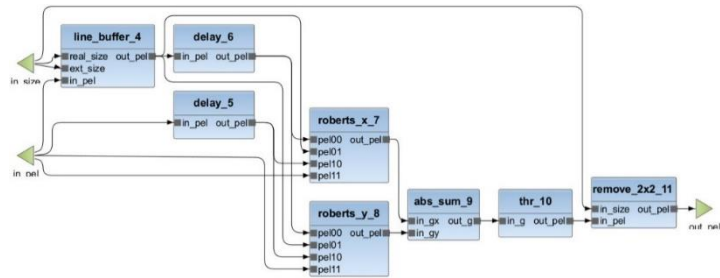 line_buffer_4
real_size out_pel
ext_size
in_pel
in_size
delay_6
in_pel out_pel
delay_5
in_pel out_pel
in_pel
roberts_x_7
pel00 out_pel
pel01
pel10
pel11
roberts_y_8
pel00 out_pel
pel01
pel10
pel11
abs_sum_9
in_gx out_g
in_gy
thr_10
in_g out_pel
remove_2x2_11
in_size out_pel
in_pel
out_pel